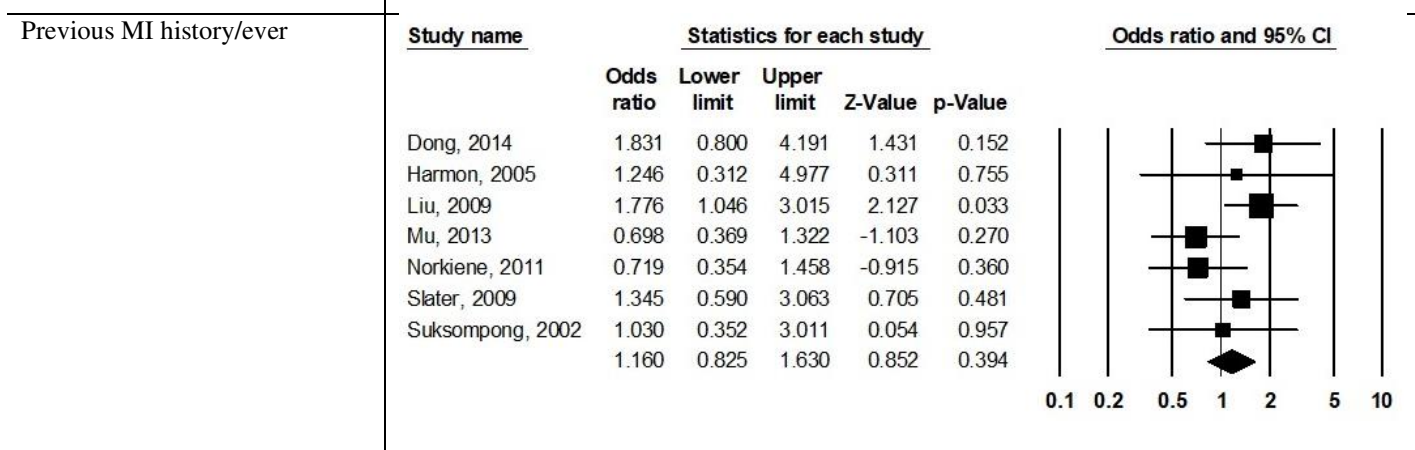 Previous MI history/ever
Study name Statistics for each study Odds ratio and 95% CI
Odds Lower Upper
ratio limit limit Z-Value p-Value
Dong, 2014 1.831 0.800 4.191 1.431 0.152
Harmon, 2005 1.246 0.312 4.977 0.311 0.755
Liu, 2009 1.776 1.046 3.015 2.127 0.033
Mu, 2013 0.698 0.369 1.322 -1.103 0.270
Norkiene, 2011 0.719 0.354 1.458 -0.915 0.360
Slater, 2009 1.345 0.590 3.063 0.705 0.481
Suksompong, 2002 1.030 0.352 3.011 0.054 0.957
1.160 0.825 1.630 0.852 0.394
0.1 0.2 0.5 1 2 5 10